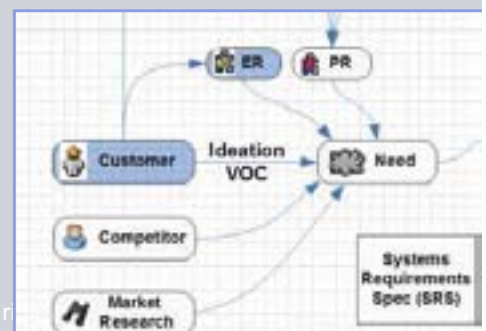 ER
PR
Customer
Ideation
VOC
Need
Competitor
Market
Research
Systems
Requirements
Spec (SRS)